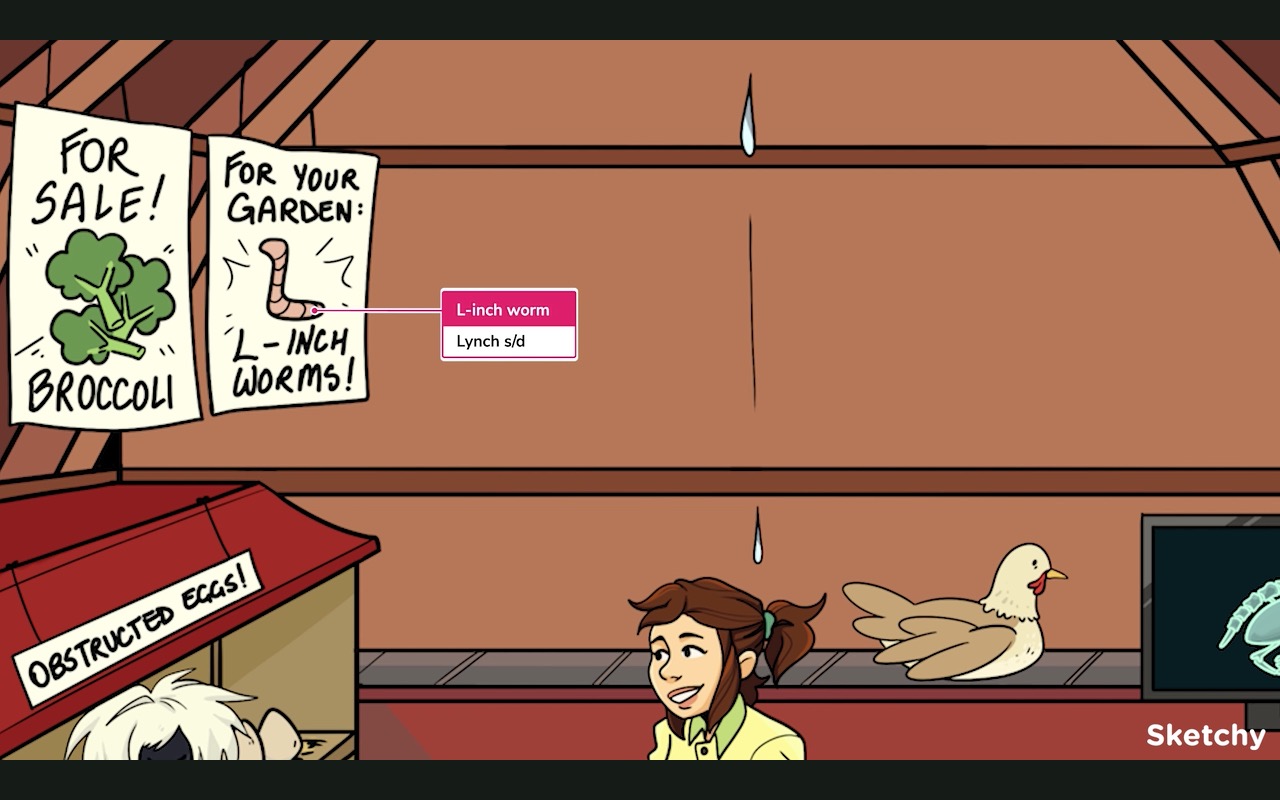 FOR
SALE!
BROCCOLI
FOR YOUR
GARDEN:
L-INCH
WORMS!
L-inch worm
Lynch s/d
OBSTRUCTED EGGS!
Sketchy